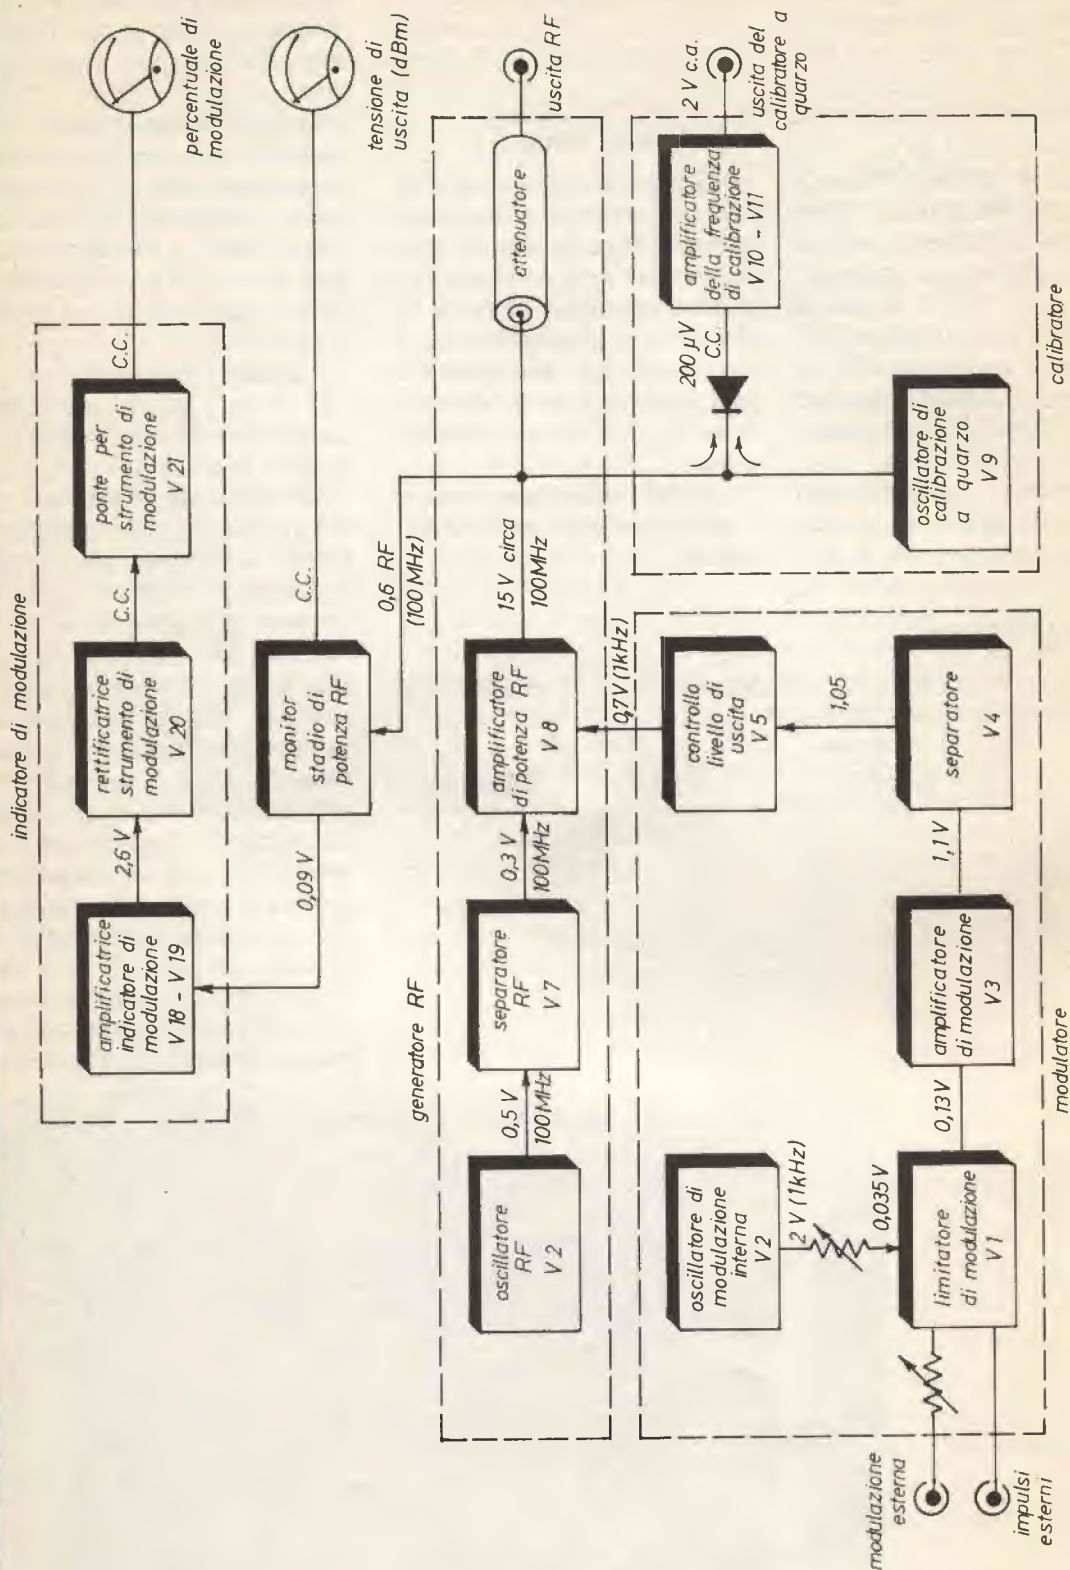 indicatore di modulazione
amplificatrice
indicatore di
modulazione
V 18 - V 19
2,6 V
rettificatrice
strumento di
modulazione
V 20
C.C.
ponte per
strumento di
modulazione
V 21
C.C.
percentuale di
modulazione
0,09 V
monitor
stadio di
potenza RF
C.C.
tensione di
uscita (dBm)
0,6 RF
(100 MHz)
generatore RF
oscillatore
RF
V 2
0,5 V
100MHz
separatore
RF
V 7
0,3 V
100MHz
amplificatore
di potenza RF
V 8
15 V circa
100MHz
attenuatore
uscita RF
0,7V (1kHz)
oscillatore di
modulazione
interna
V 2
2 V (1kHz)
0,035 V
modulazione
esterna
impulsi
esterni
limitatore
di modulazione
V 1
0,13V
amplificatore
di modulazione
V 3
1,1V
separatore
V 4
1,05
controllo
livello di
uscita
V 5
modulatore
oscillatore di
calibrazione
a quarzo
V 9
200 µV
C.C.
amplificatore
della frequenza
di calibrazione
V 10 - V11
2 V c.a.
uscita del
calibratore a
quarzo
calibratore